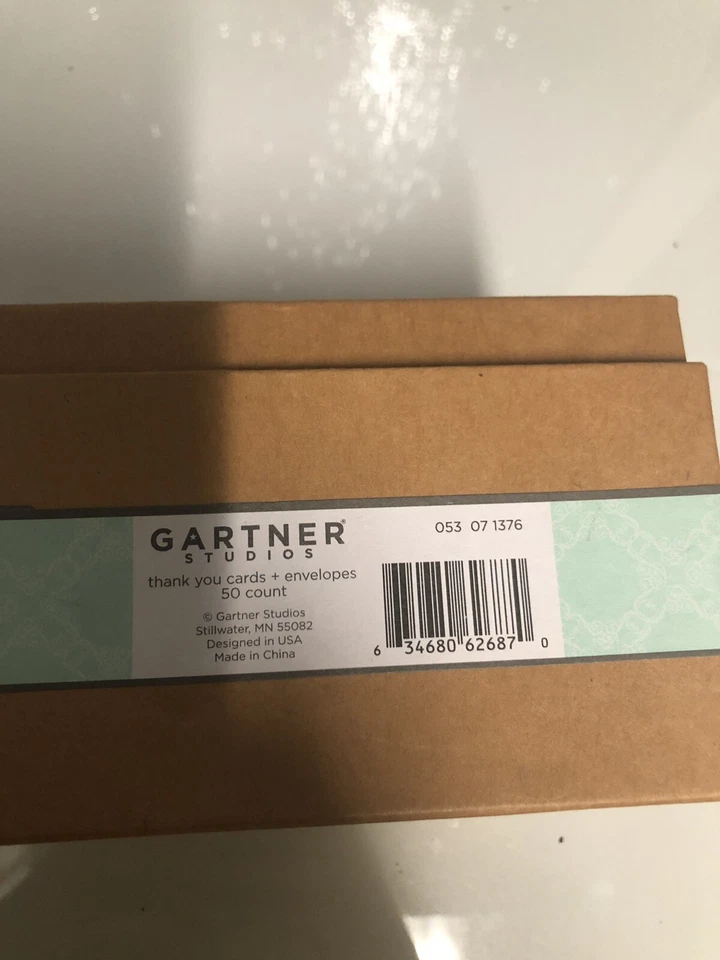 GARTNER®
STUDIOS
thank you cards + envelopes
50 count
© Gartner Studios
Stillwater, MN 55082
Designed in USA
Made in China
053 07 1376
6 34680 62687 0